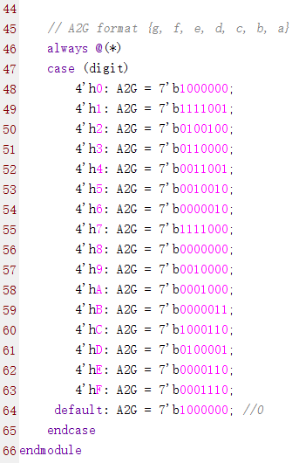 44
45 // A2G format {g, f, e, d, c, b, a}
46 always @(*)
47 case (digit)
48 4'h0: A2G = 7'b1000000;
49 4'h1: A2G = 7'b1111001;
50 4'h2: A2G = 7'b0100100;
51 4'h3: A2G = 7'b0110000;
52 4'h4: A2G = 7'b0011001;
53 4'h5: A2G = 7'b0010010;
54 4'h6: A2G = 7'b0000010;
55 4'h7: A2G = 7'b1111000;
56 4'h8: A2G = 7'b0000000;
57 4'h9: A2G = 7'b0010000;
58 4'hA: A2G = 7'b0001000;
59 4'hB: A2G = 7'b0000011;
60 4'hC: A2G = 7'b1000110;
61 4'hD: A2G = 7'b0100001;
62 4'hE: A2G = 7'b0000110;
63 4'hF: A2G = 7'b0001110;
64 default: A2G = 7'b1000000; //0
65 endcase
66 endmodule